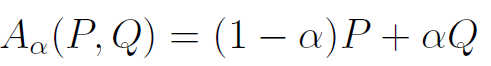 A_α(P, Q) = (1 − α)P + αQ